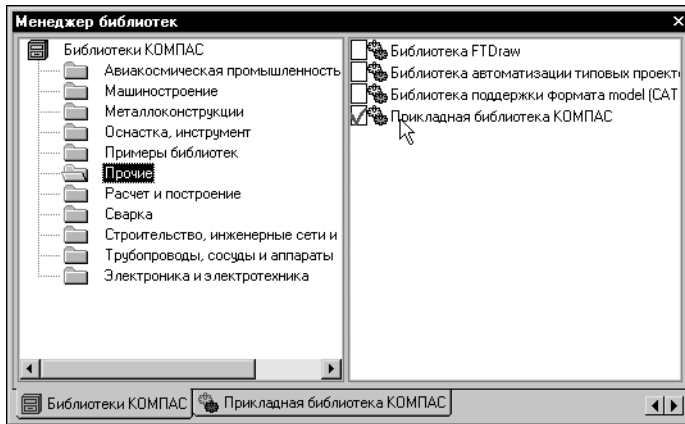 Менеджер библиотек
Библиотеки КОМПАС
Авиакосмическая промышленность
Машиностроение
Металлоконструкции
Оснастка, инструмент
Примеры библиотек
Прочие
Расчет и построение
Сварка
Строительство, инженерные сети и
Трубопроводы, сосуды и аппараты
Электроника и электротехника
Библиотека FTDraw
Библиотека автоматизации типовых проект
Библиотека поддержки формата model (CAT
Прикладная библиотека КОМПАС
Библиотеки КОМПАС
Прикладная библиотека КОМПАС